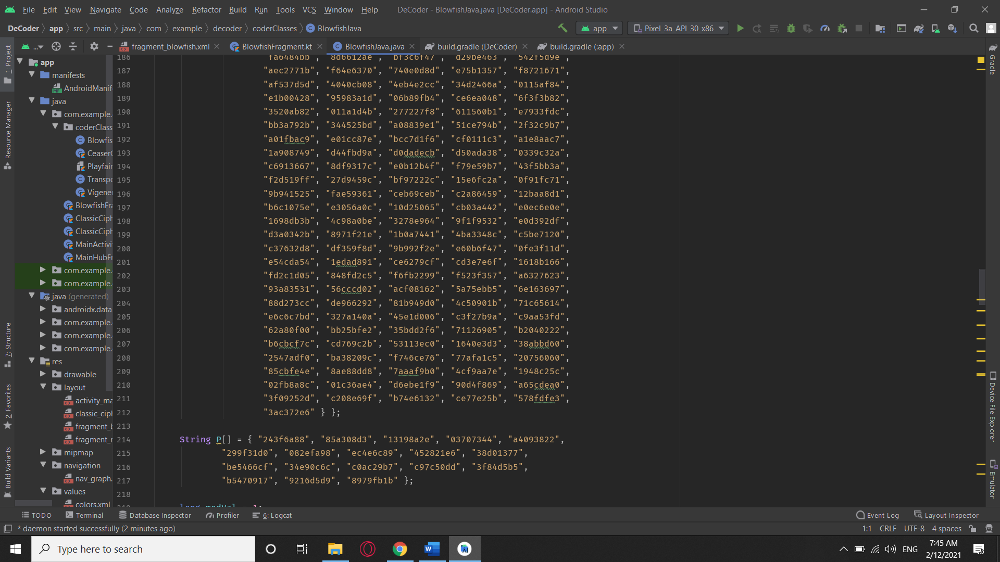 File Edit View Navigate Code Analyze Refactor Build Run Tools VCS Window Help DeCoder - BlowfishJava.java [DeCoder.app] - Android Studio
DeCoder app src main java com example decoder coderClasses BlowfishJava app Pixel_3a_API_30_x86
... fragment_blowfish.xml BlowfishFragment.kt BlowfishJava.java build.gradle (DeCoder) build.gradle (:app)
1: Project
Resource Manager
7: Structure
2: Favorites
Build Variants
app
manifests
AndroidManif
java
com.example.
coderClass
Blowfis
CeaserC
Playfair
Transpo
Vigener
BlowfishFra
ClassicCiph
ClassicCiph
MainActivi
MainHubFr
com.example.
com.example.
java (generated)
androidx.data
com.example.
com.example.
com.example.
res
drawable
layout
activity_ma
classic_ciph
fragment_b
fragment_r
mipmap
navigation
nav_graph.
values
colors.xml
186 "fa6484bb", "8d6612ae", "bf3c6f47", "d29be463", "542f5d9e",
187 "aec2771b", "f64e6370", "740e0d8d", "e75b1357", "f8721671",
188 "af537d5d", "4040cb08", "4eb4e2cc", "34d2466a", "0115af84",
189 "e1b00428", "95983a1d", "06b89fb4", "ce6ea048", "6f3f3b82",
190 "3520ab82", "011a1d4b", "277227f8", "611560b1", "e7933fdc",
191 "bb3a792b", "344525bd", "a08839e1", "51ce794b", "2f32c9b7",
192 "a01fbac9", "e01cc87e", "bcc7d1f6", "cf0111c3", "a1e8aac7",
193 "1a908749", "d44fbd9a", "d0dadecb", "d50ada38", "0339c32a",
194 "c6913667", "8df9317c", "e0b12b4f", "f79e59b7", "43f5bb3a",
195 "f2d519ff", "27d9459c", "bf97222c", "15e6fc2a", "0f91fc71",
196 "9b941525", "fae59361", "ceb69ceb", "c2a86459", "12baa8d1",
197 "b6c1075e", "e3056a0c", "10d25065", "cb03a442", "e0ec6e0e",
198 "1698db3b", "4c98a0be", "3278e964", "9f1f9532", "e0d392df",
199 "d3a0342b", "8971f21e", "1b0a7441", "4ba3348c", "c5be7120",
200 "c37632d8", "df359f8d", "9b992f2e", "e60b6f47", "0fe3f11d",
201 "e54cda54", "1edad891", "ce6279cf", "cd3e7e6f", "1618b166",
202 "fd2c1d05", "848fd2c5", "f6fb2299", "f523f357", "a6327623",
203 "93a83531", "56cccd02", "acf08162", "5a75ebb5", "6e163697",
204 "88d273cc", "de966292", "81b949d0", "4c50901b", "71c65614",
205 "e6c6c7bd", "327a140a", "45e1d006", "c3f27b9a", "c9aa53fd",
206 "62a80f00", "bb25bfe2", "35bdd2f6", "71126905", "b2040222",
207 "b6cbcf7c", "cd769c2b", "53113ec0", "1640e3d3", "38abbd60",
208 "2547adf0", "ba38209c", "f746ce76", "77afa1c5", "20756060",
209 "85cbfe4e", "8ae88dd8", "7aaaf9b0", "4cf9aa7e", "1948c25c",
210 "02fb8a8c", "01c36ae4", "d6ebe1f9", "90d4f869", "a65cdea0",
211 "3f09252d", "c208e69f", "b74e6132", "ce77e25b", "578fdfe3",
212 "3ac372e6" } };
213
214 String P[] = { "243f6a88", "85a308d3", "13198a2e", "03707344", "a4093822",
215 "299f31d0", "082efa98", "ec4e6c89", "452821e6", "38d01377",
216 "be5466cf", "34e90c6c", "c0ac29b7", "c97c50dd", "3f84d5b5",
217 "b5470917", "9216d5d9", "8979fb1b" };
218
219 long modVal = 1;
Gradle
Device File Explorer
Emulator
TODO Terminal Database Inspector Profiler 6: Logcat Event Log Layout Inspector
* daemon started successfully (2 minutes ago) 1:1 CRLF UTF-8 4 spaces
Type here to search ENG 7:45 AM
2/12/2021